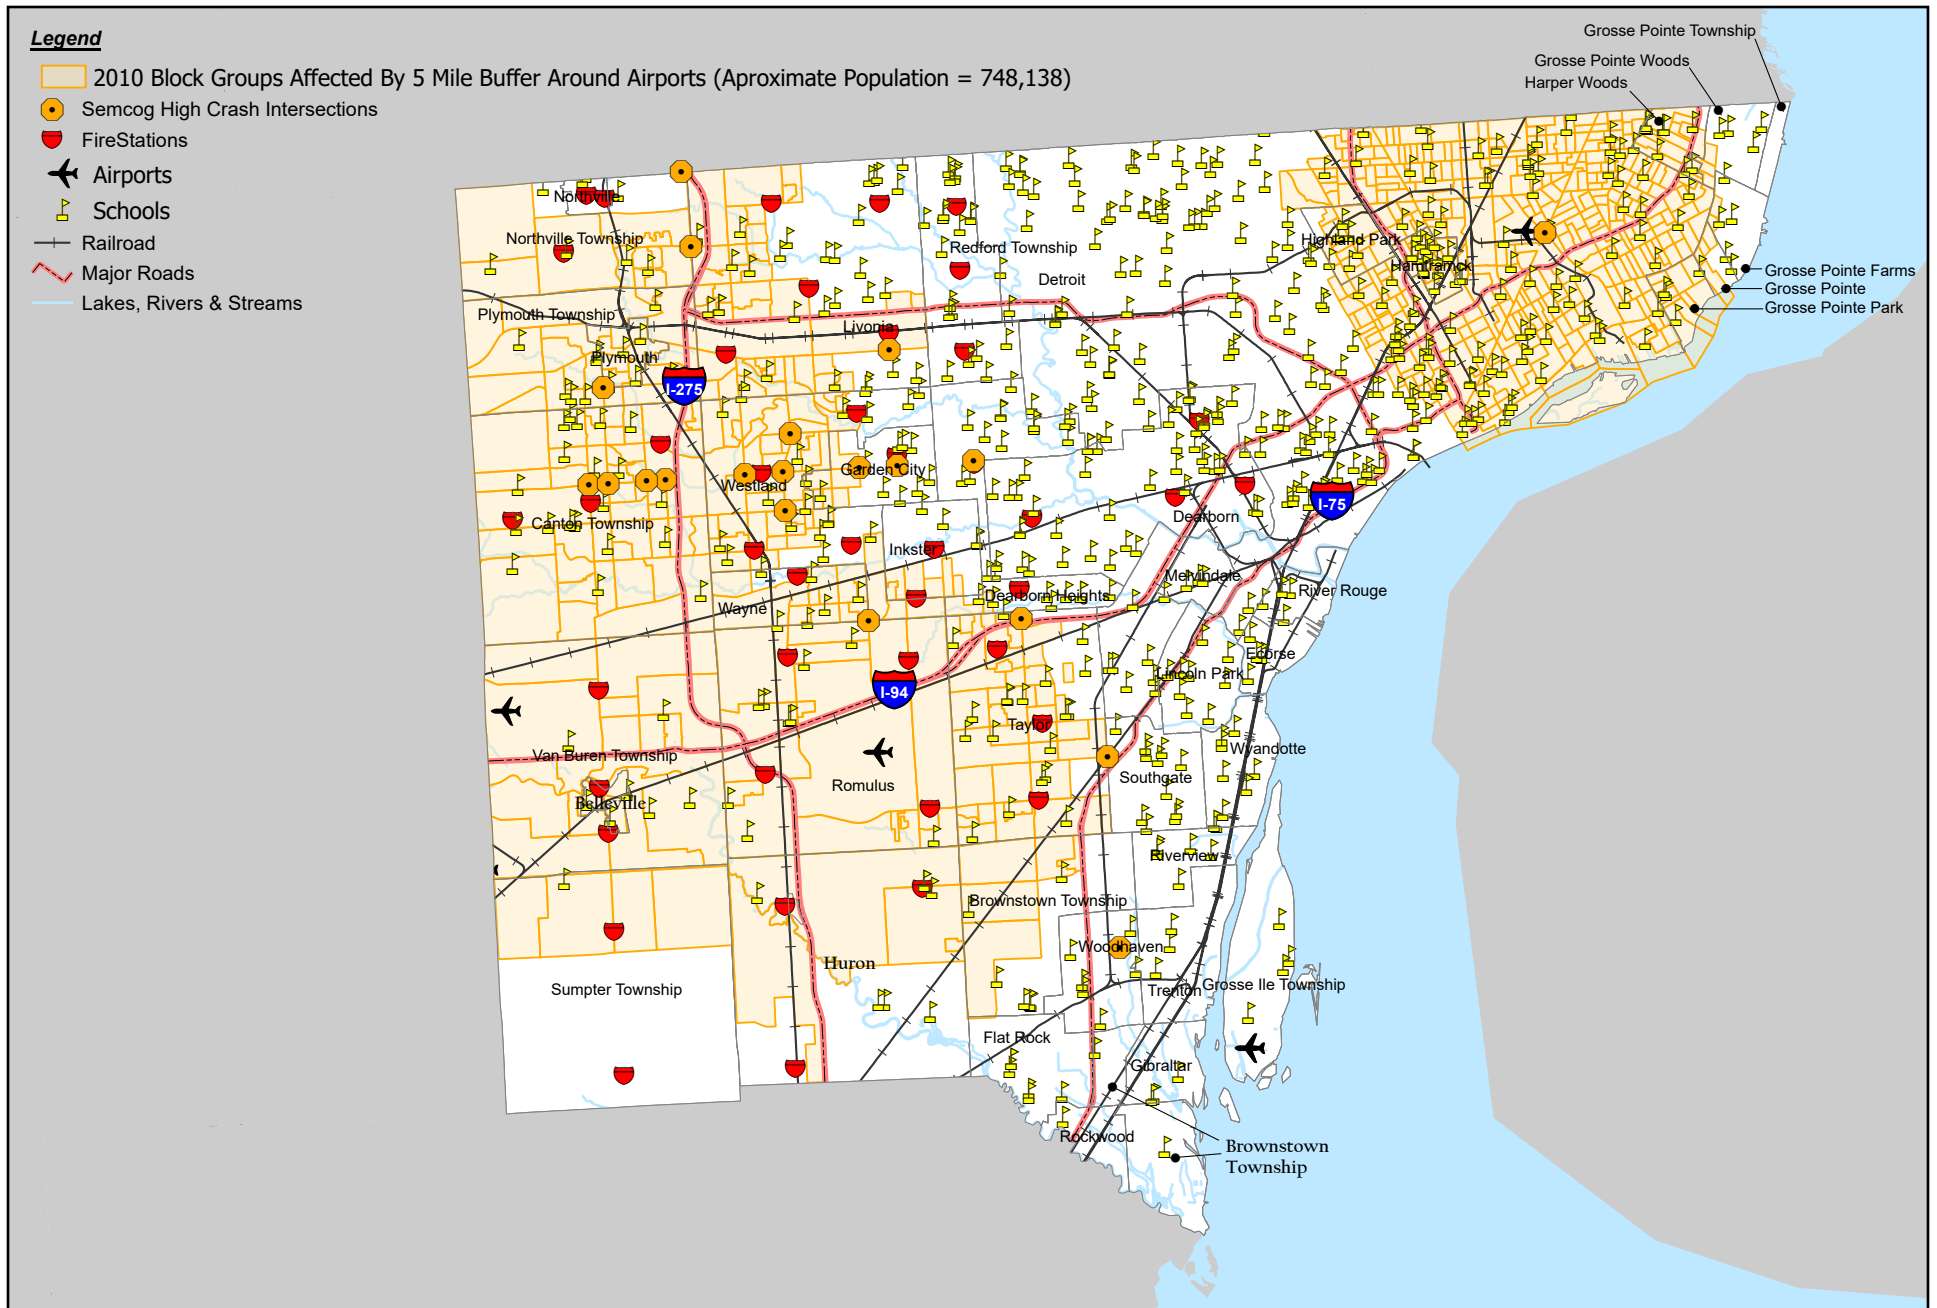 Legend
2010 Block Groups Affected By 5 Mile Buffer Around Airports (Aproximate Population = 748,138)
Semcog High Crash Intersections
FireStations
Airports
Schools
Railroad
Major Roads
Lakes, Rivers & Streams
Grosse Pointe Township
Grosse Pointe Woods
Harper Woods
Northville
Northville Township
Redford Township
Highland Park
Hamtramck
Detroit
Grosse Pointe Farms
Grosse Pointe
Grosse Pointe Park
Plymouth Township
Livonia
Plymouth
I-275
Garden City
Westland
I-75
Canton Township
Dearborn
Inkster
Melvindale
River Rouge
Dearborn Heights
Wayne
Ecorse
Lincoln Park
I-94
Taylor
Wyandotte
Van Buren Township
Southgate
Romulus
Belleville
Riverview
Brownstown Township
Woodhaven
Huron
Sumpter Township
Trenton
Grosse Ile Township
Flat Rock
Gibraltar
Rockwood
Brownstown
Township